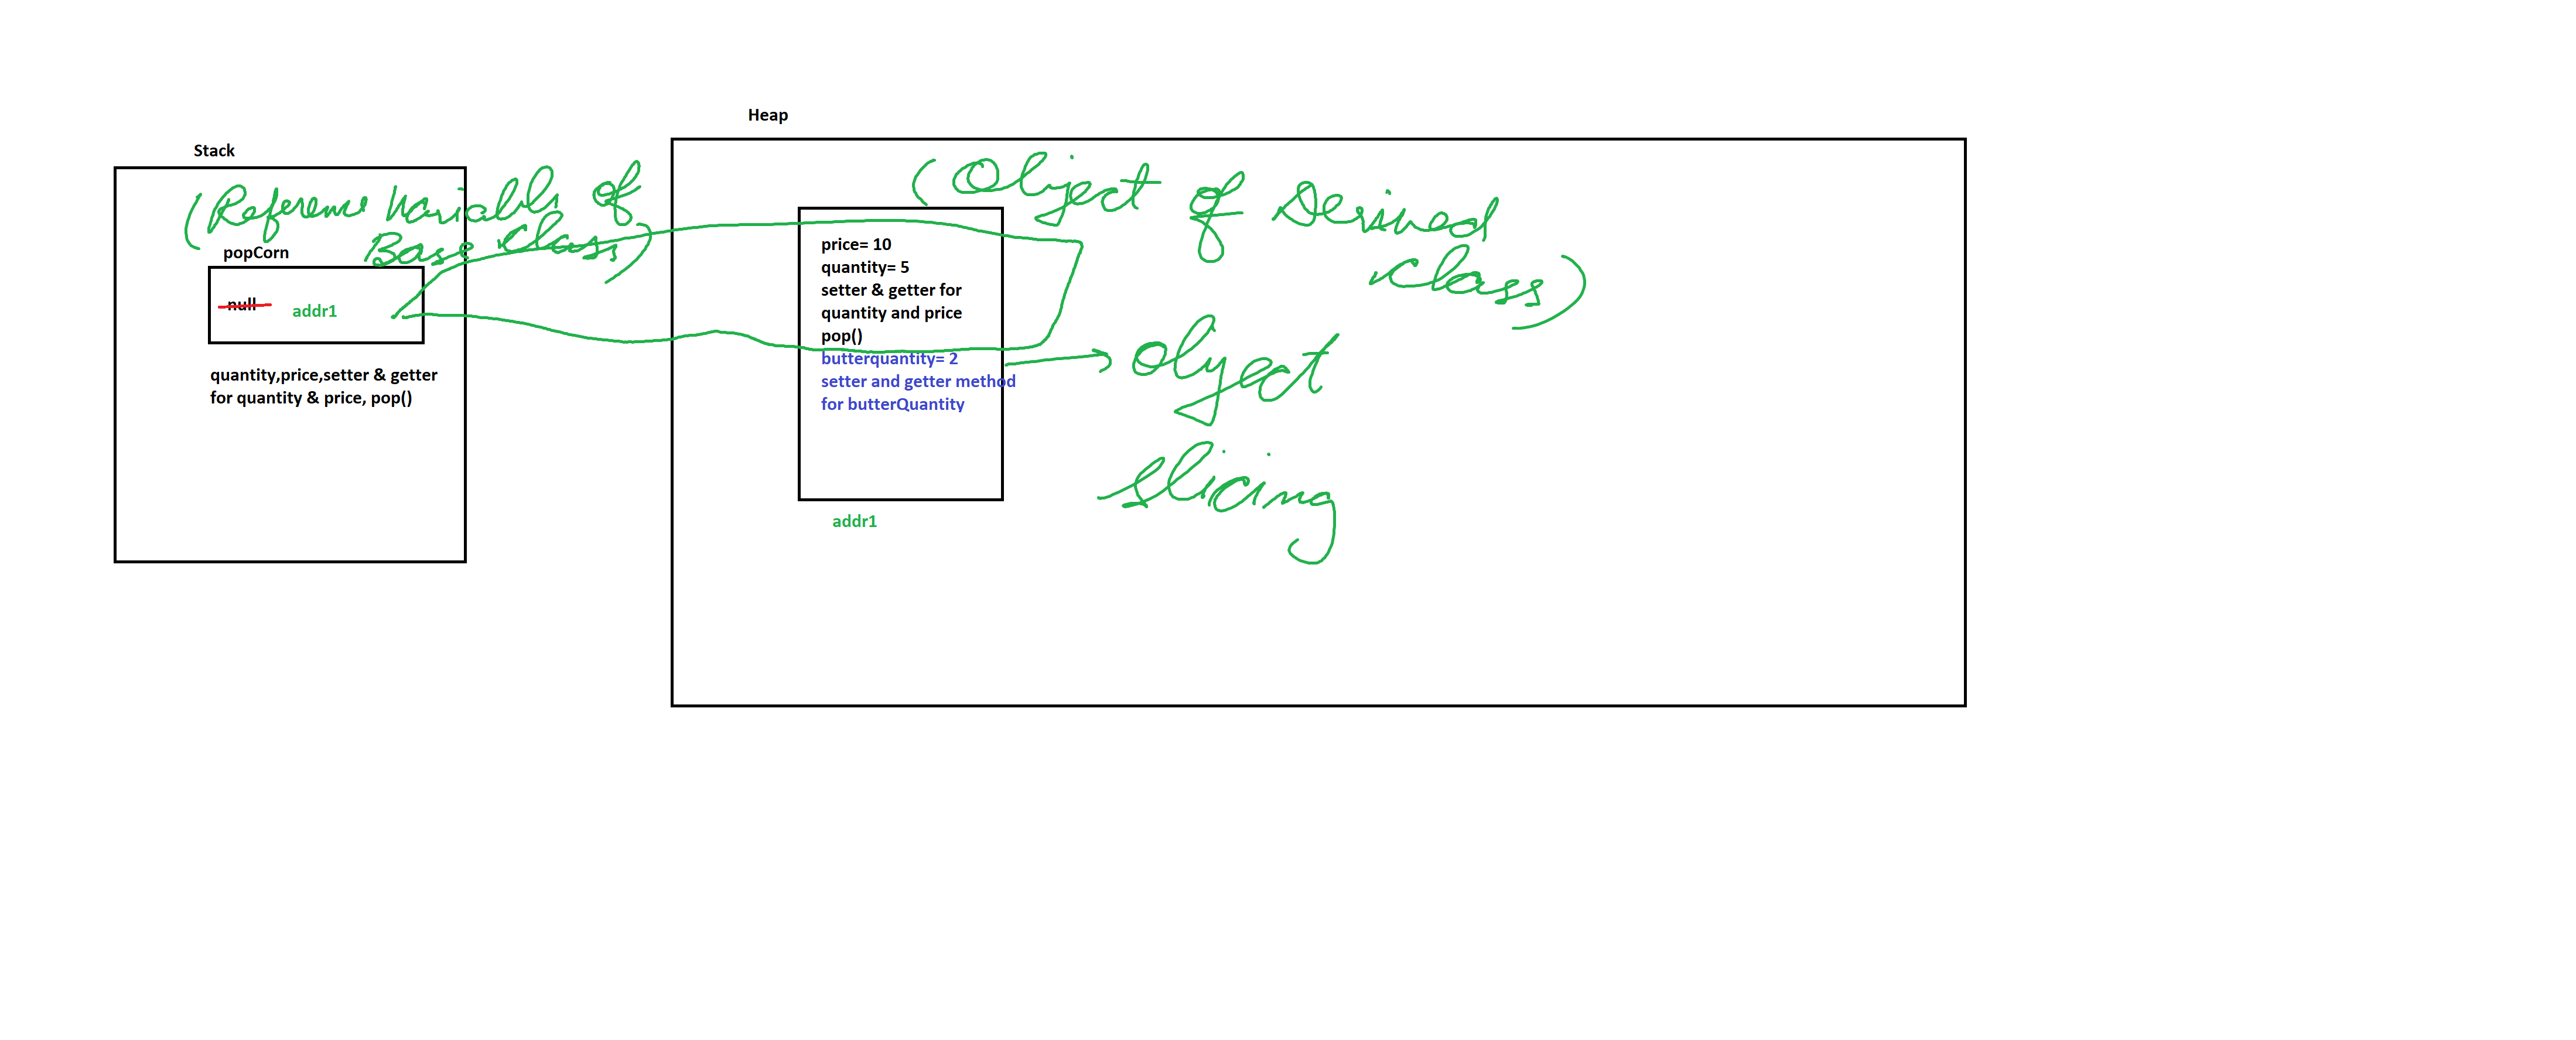 Heap
Stack
(Reference Variable of
Base Class)
popCorn
null addr1
quantity,price,setter & getter
for quantity & price, pop()
(Object of Derived
Class)
price= 10
quantity= 5
setter & getter for
quantity and price
pop()
butterquantity= 2
setter and getter method
for butterQuantity
addr1
Object
Slicing